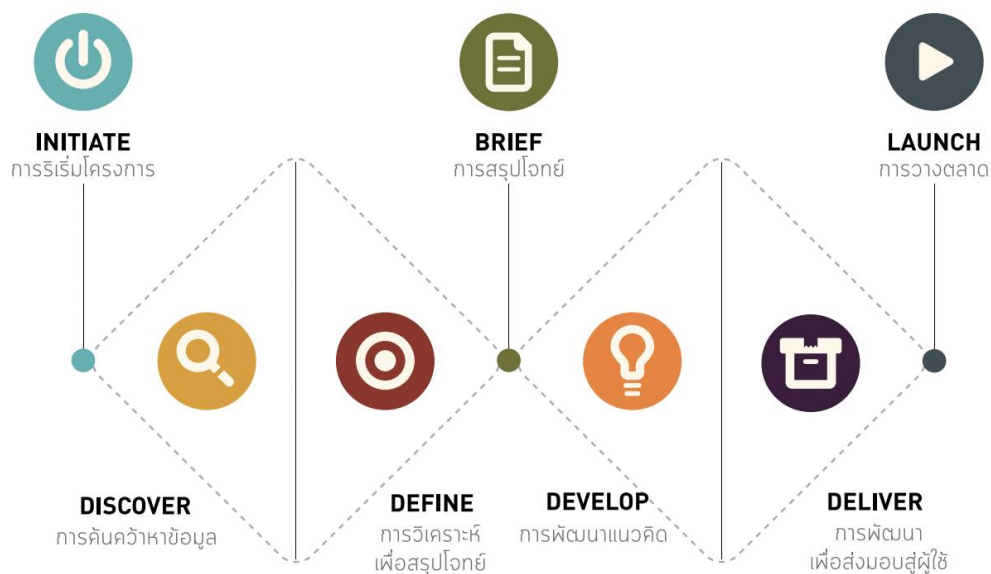 INITIATE
การริเริ่มโครงการ
BRIEF
การสรุปโจทย์
LAUNCH
การวางตลาด
DISCOVER
การค้นคว้าหาข้อมูล
DEFINE
การวิเคราะห์
เพื่อสรุปโจทย์
DEVELOP
การพัฒนาแนวคิด
DELIVER
การพัฒนา
เพื่อส่งมอบสู่ผู้ใช้